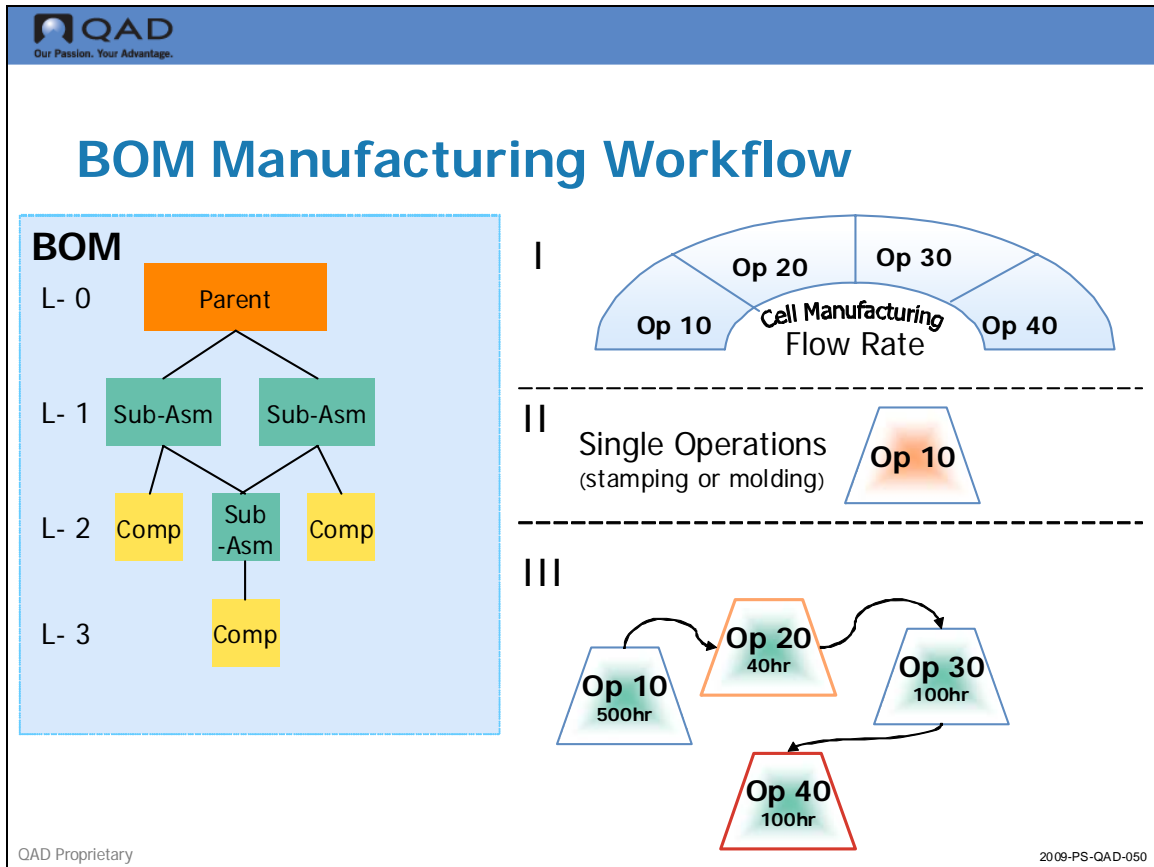 QAD
Our Passion. Your Advantage.
BOM Manufacturing Workflow
BOM
L- 0
Parent
L- 1
Sub-Asm
Sub-Asm
L- 2
Comp
Sub
-Asm
Comp
L- 3
Comp
I
Op 10
Op 20
Op 30
Op 40
Cell Manufacturing
Flow Rate
II
Single Operations
(stamping or molding)
Op 10
III
Op 10
500hr
Op 20
40hr
Op 30
100hr
Op 40
100hr
QAD Proprietary
2009-PS-QAD-050